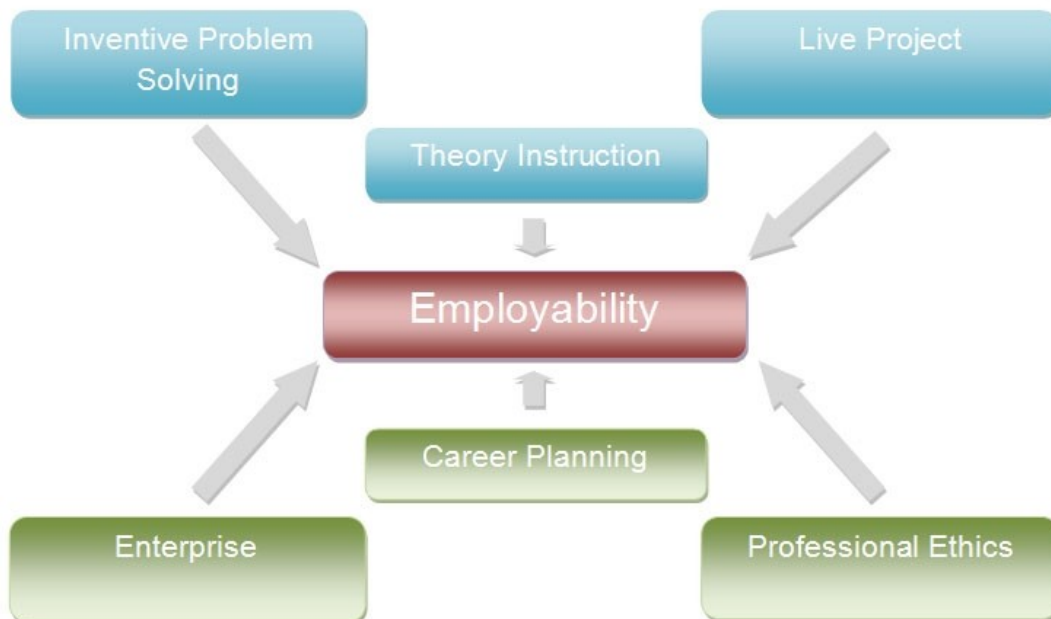 Inventive Problem
Solving
Live Project
Theory Instruction
Employability
Career Planning
Enterprise
Professional Ethics